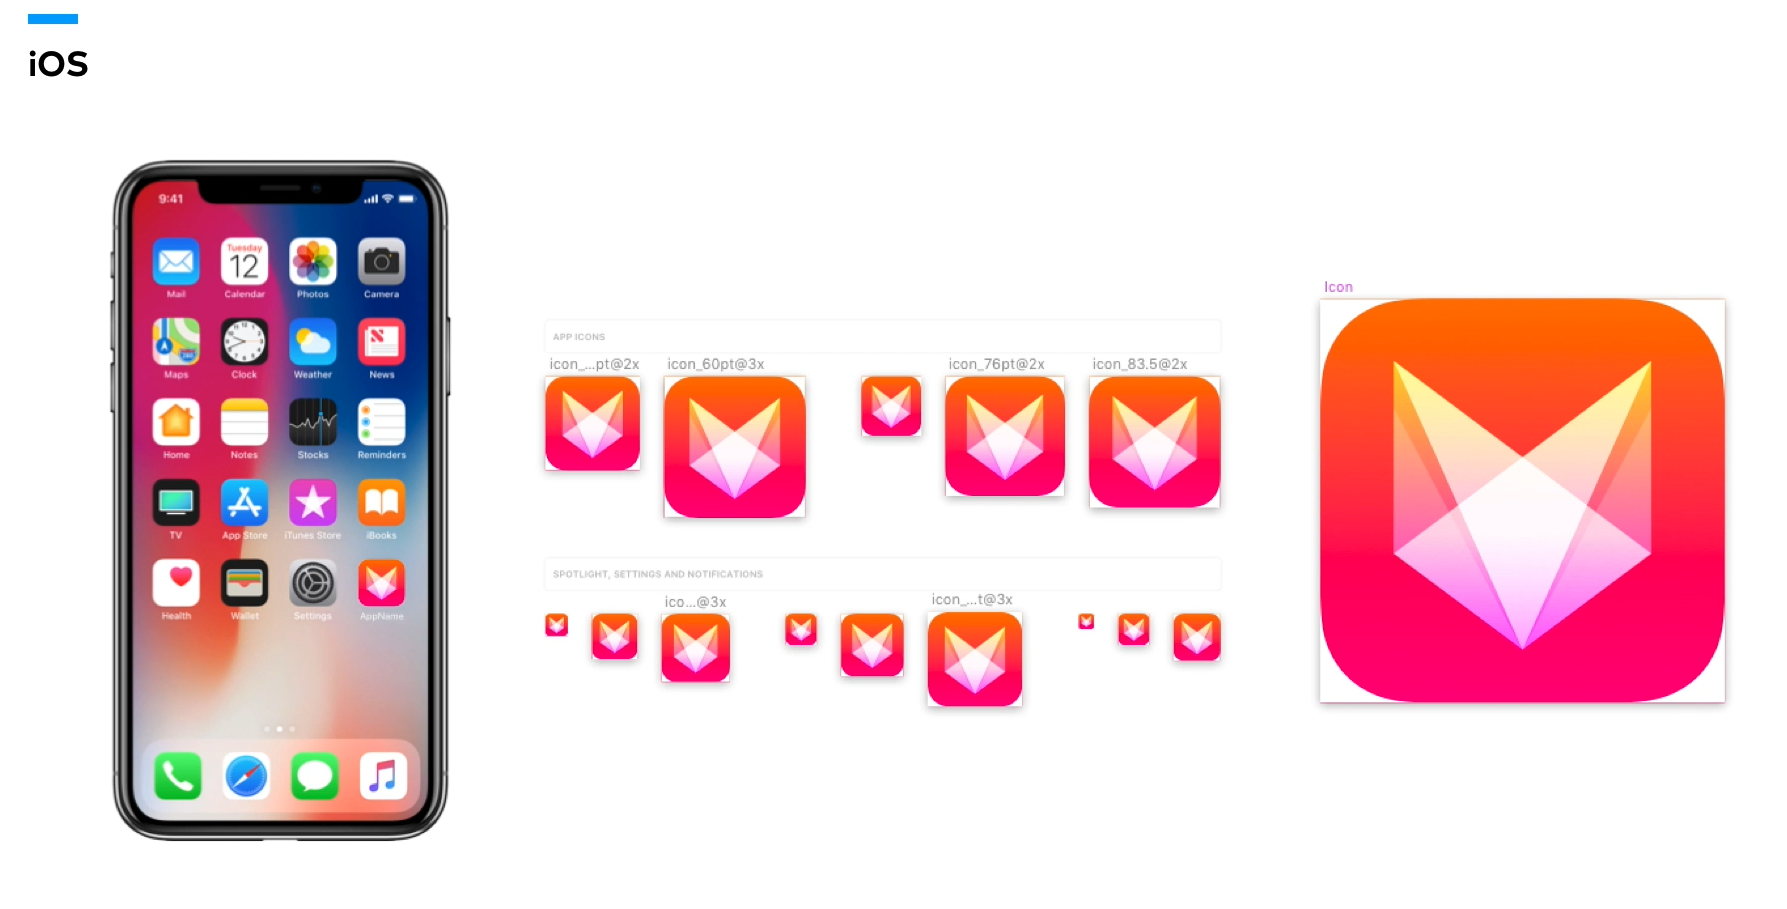 iOS
9:41
Tuesday
12
Mail Calendar Photos Camera
Maps Clock Weather News
Home Notes Stocks Reminders
TV App Store iTunes Store iBooks
Health Wallet Settings AppName
APP ICONS
icon_...pt@2x icon_60pt@3x icon_76pt@2x icon_83.5@2x
SPOTLIGHT, SETTINGS AND NOTIFICATIONS
ico...@3x icon_...t@3x
Icon